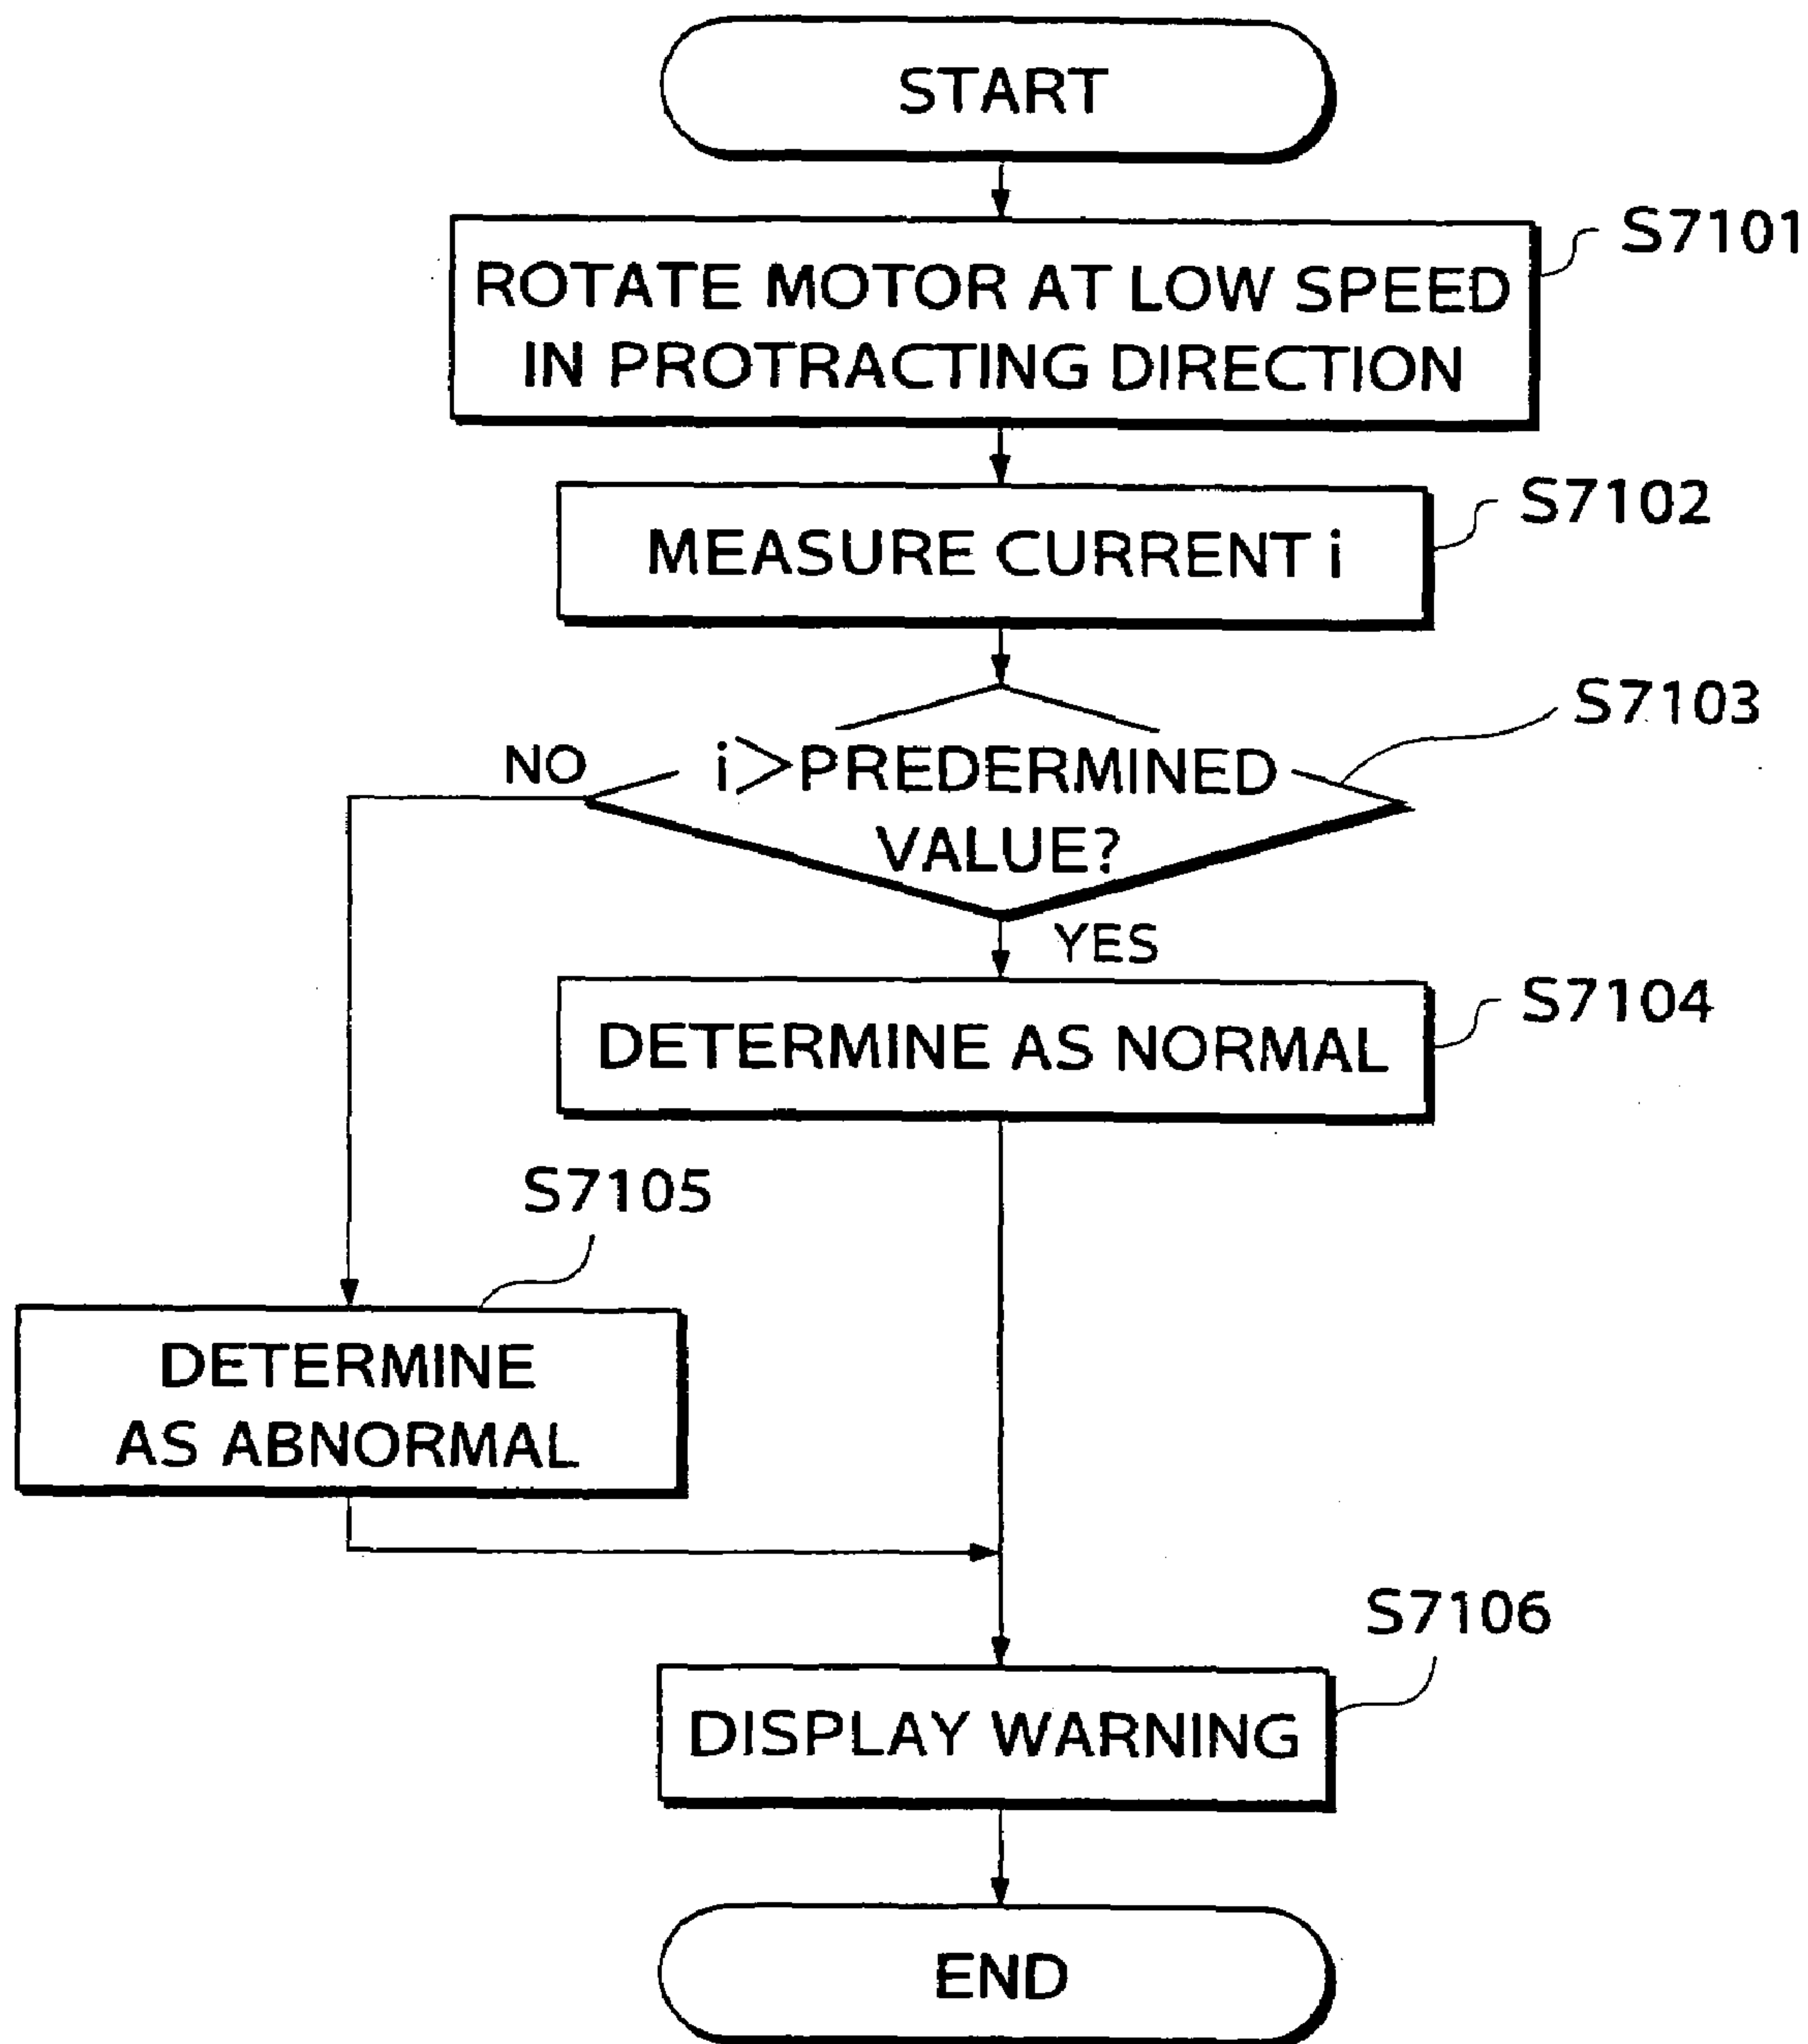 START
S7101
ROTATE MOTOR AT LOW SPEED
IN PROTRACTING DIRECTION
S7102
MEASURE CURRENT i
S7103
NO
i>PREDERMINED
VALUE?
YES
S7104
DETERMINE AS NORMAL
S7105
DETERMINE
AS ABNORMAL
S7106
DISPLAY WARNING
END